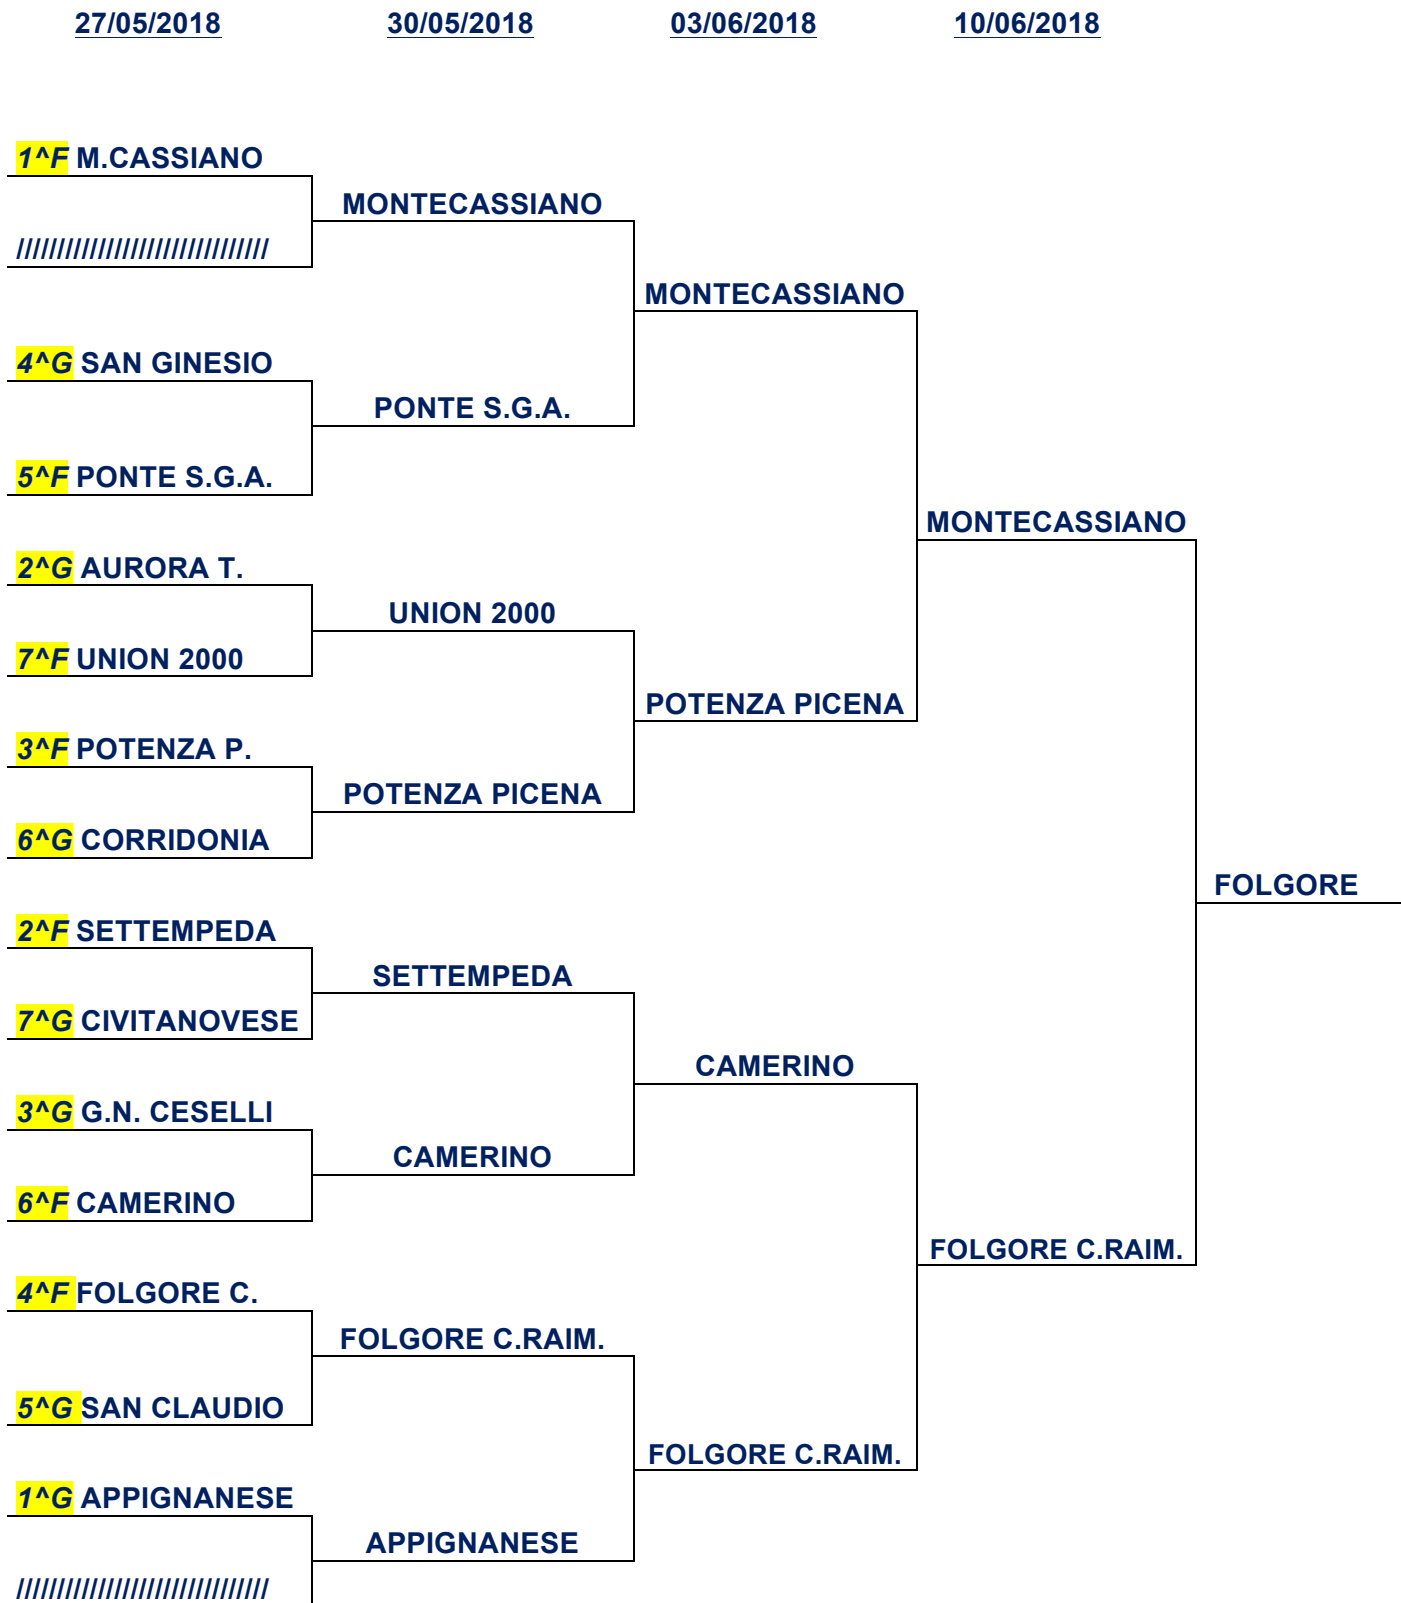 27/05/2018 30/05/2018 03/06/2018 10/06/2018
1^F M.CASSIANO
MONTECASSIANO
///////////////////////////////
MONTECASSIANO
4^G SAN GINESIO
PONTE S.G.A.
5^F PONTE S.G.A.
MONTECASSIANO
2^G AURORA T.
UNION 2000
7^F UNION 2000
POTENZA PICENA
3^F POTENZA P.
POTENZA PICENA
6^G CORRIDONIA
FOLGORE
2^F SETTEMPEDA
SETTEMPEDA
7^G CIVITANOVESE
CAMERINO
3^G G.N. CESELLI
CAMERINO
6^F CAMERINO
FOLGORE C.RAIM.
4^F FOLGORE C.
FOLGORE C.RAIM.
5^G SAN CLAUDIO
FOLGORE C.RAIM.
1^G APPIGNANESE
APPIGNANESE
///////////////////////////////